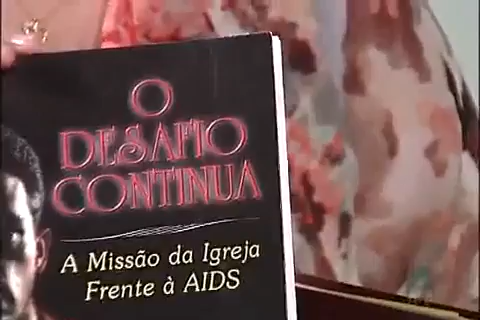 O
DESAFIO
CONTINUA
A Missão da Igreja
Frente à AIDS